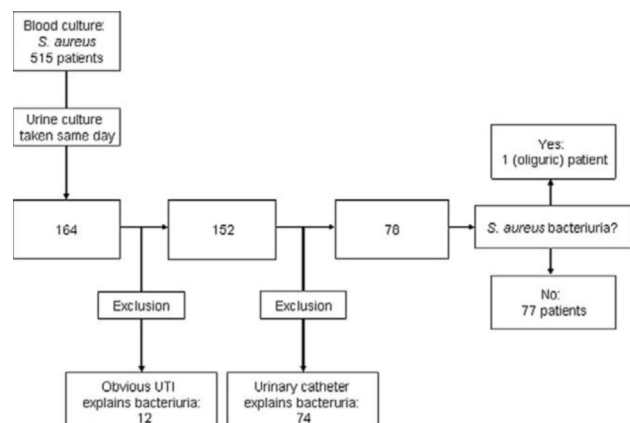 Blood culture:
S. aureus
515 patients
Urine culture
taken same day
164
152
78
S. aureus bacteriuria?
Yes:
1 (oliguric) patient
No:
77 patients
Exclusion
Exclusion
Obvious UTI
explains bacteriuria:
12
Urinary catheter
explains bacteruria:
74